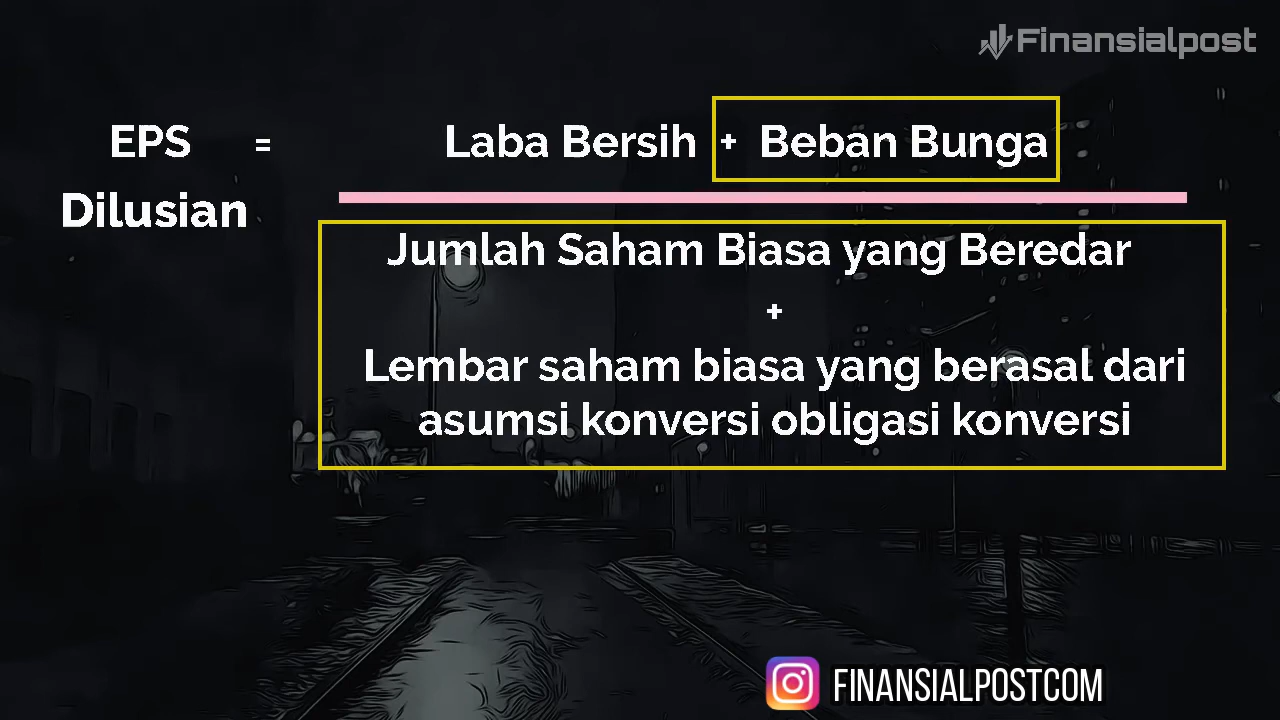 Finansialpost
EPS = Laba Bersih + Beban Bunga
Dilusian
Jumlah Saham Biasa yang Beredar
+
Lembar saham biasa yang berasal dari
asumsi konversi obligasi konversi
FINANSIALPOSTCOM